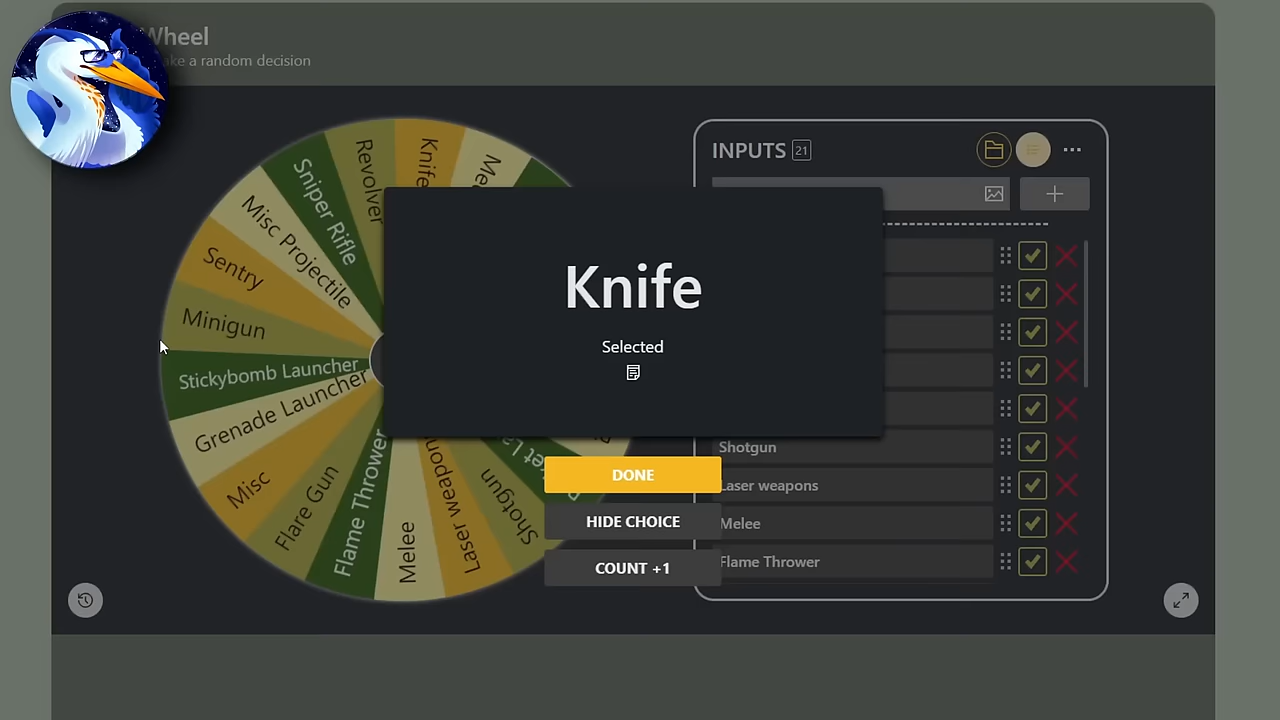 Wheel
ke a random decision
INPUTS 21
Knife
Selected
DONE
HIDE CHOICE
COUNT +1
Shotgun
Laser weapons
Melee
Flame Thrower
Revolver
Knife
Sniper Rifle
Misc Projectile
Sentry
Minigun
Stickybomb Launcher
Grenade Launcher
Misc
Flare Gun
Flame Thrower
Melee
Laser weapon
Shotgun